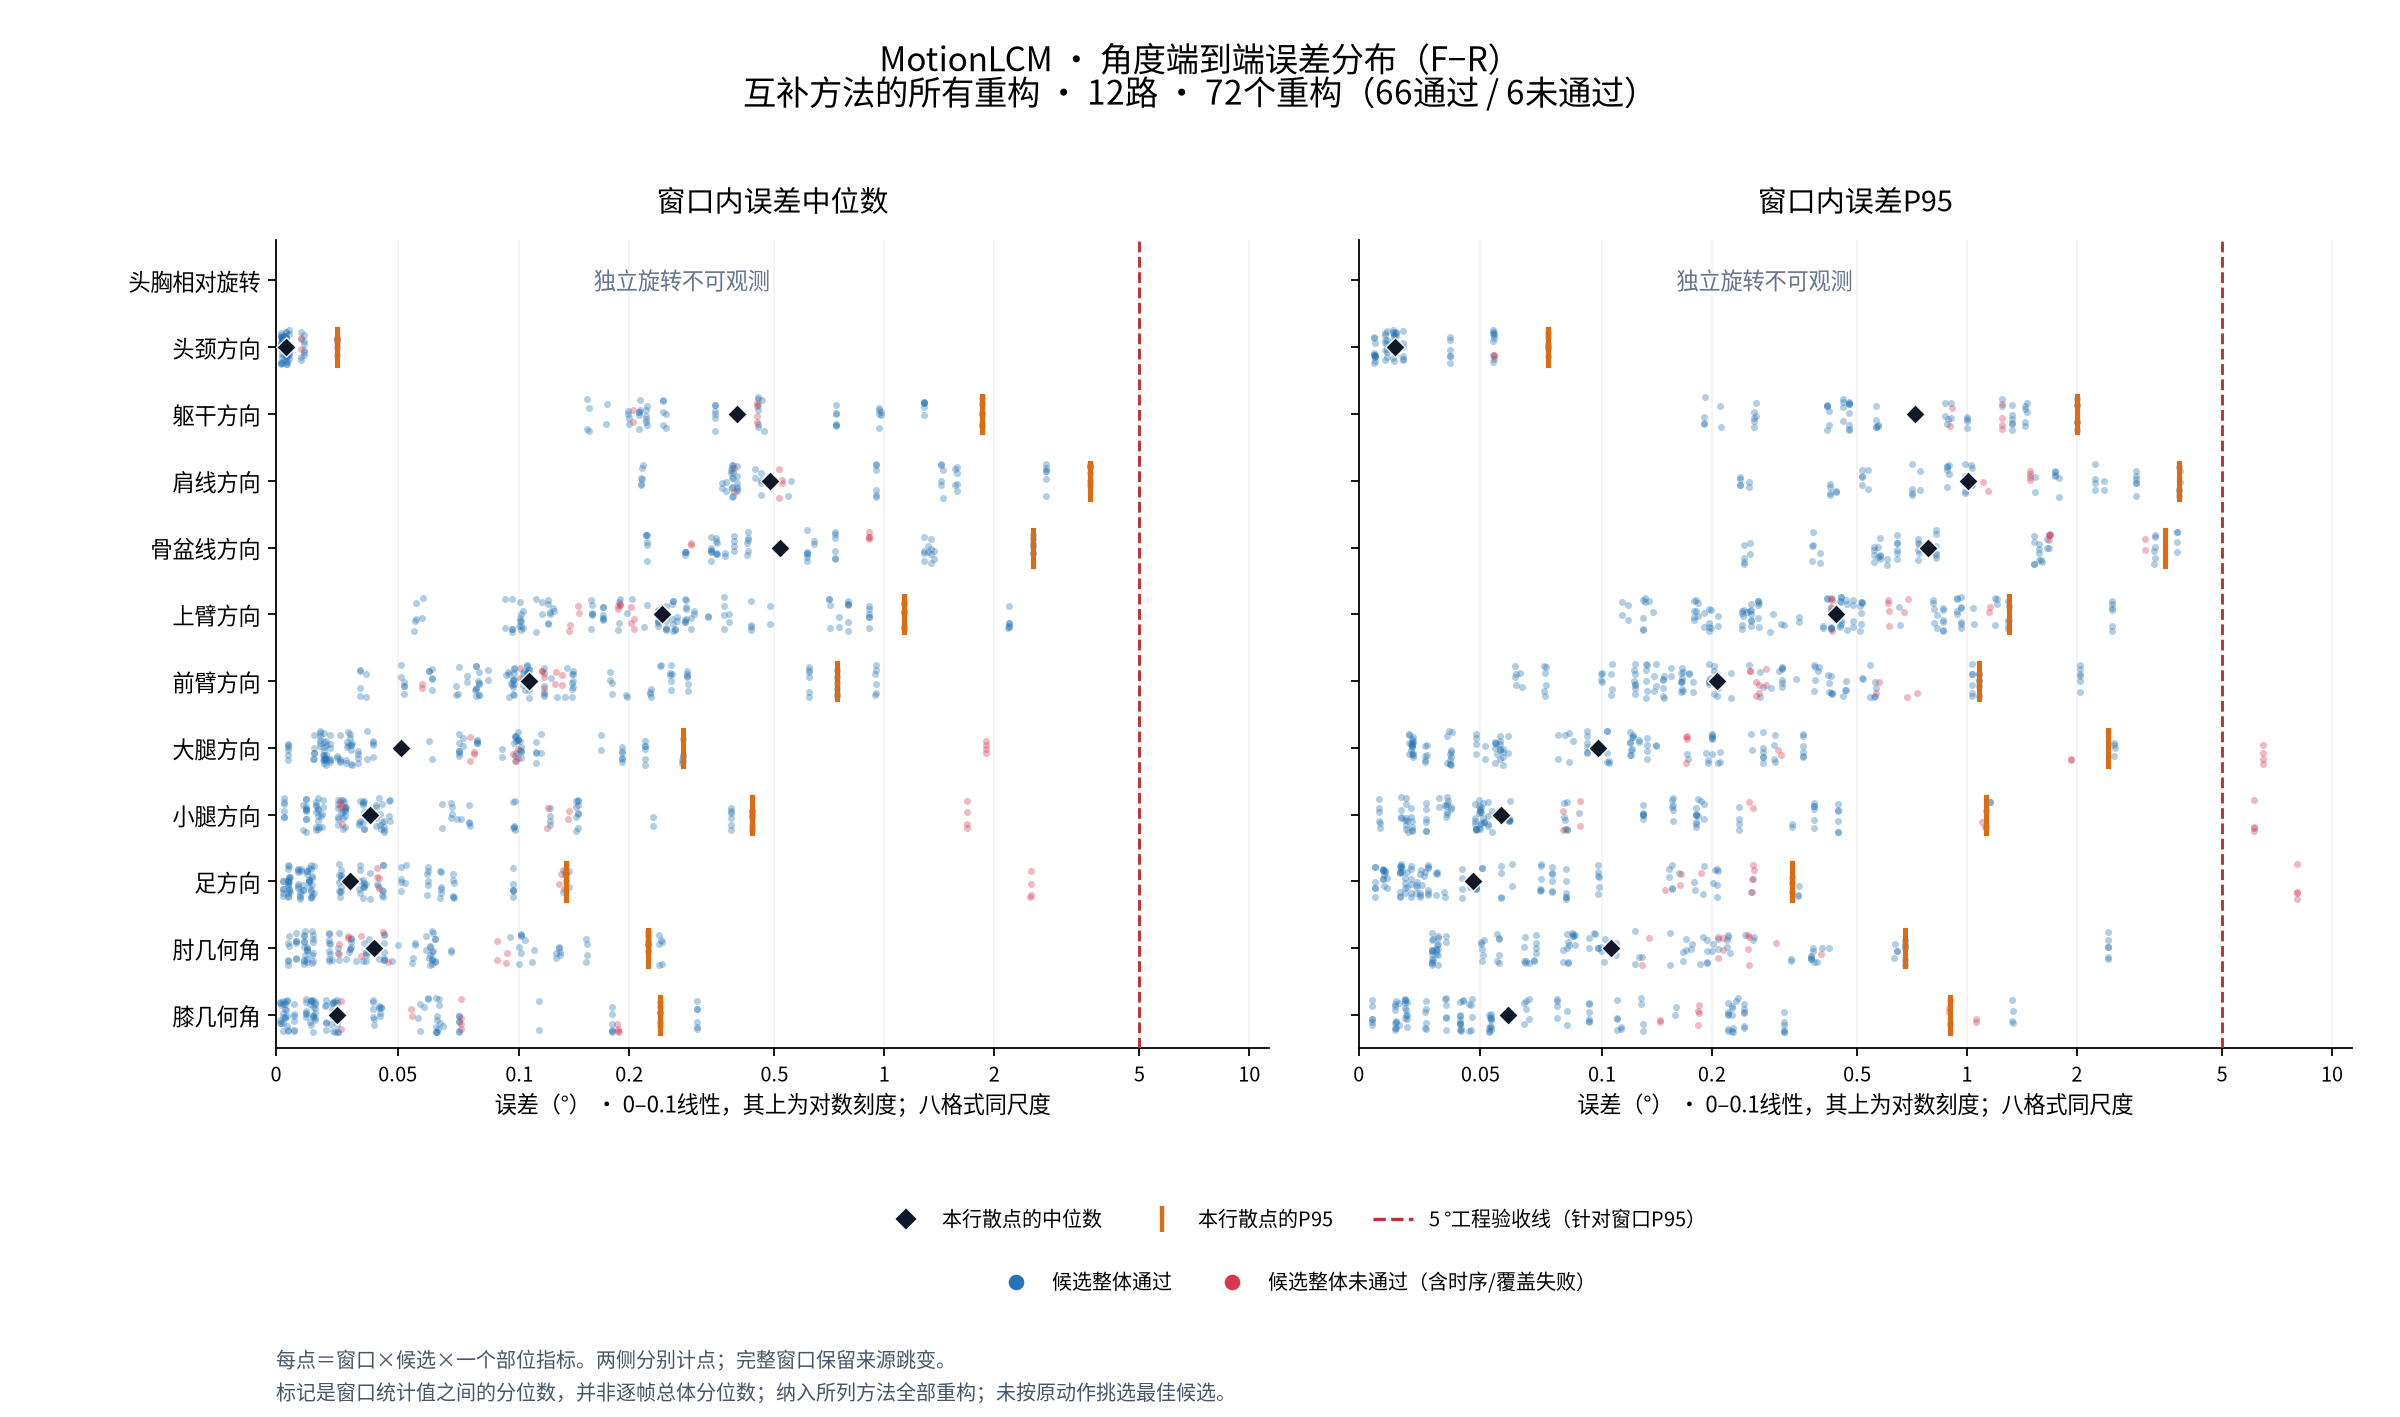 MotionLCM · 角度端到端误差分布（F−R）
互补方法的所有重构 · 12路 · 72个重构（66通过 / 6未通过）
窗口内误差中位数
窗口内误差P95
头胸相对旋转
独立旋转不可观测
独立旋转不可观测
头颈方向
躯干方向
肩线方向
骨盆线方向
上臂方向
前臂方向
大腿方向
小腿方向
足方向
肘几何角
膝几何角
0 0.05 0.1 0.2 0.5 1 2 5 10
0 0.05 0.1 0.2 0.5 1 2 5 10
误差（°） · 0–0.1线性，其上为对数刻度；八格式同尺度
误差（°） · 0–0.1线性，其上为对数刻度；八格式同尺度
本行散点的中位数
本行散点的P95
5 °工程验收线（针对窗口P95）
候选整体通过
候选整体未通过（含时序/覆盖失败）
每点＝窗口×候选×一个部位指标。两侧分别计点；完整窗口保留来源跳变。
标记是窗口统计值之间的分位数，并非逐帧总体分位数；纳入所列方法全部重构；未按原动作挑选最佳候选。